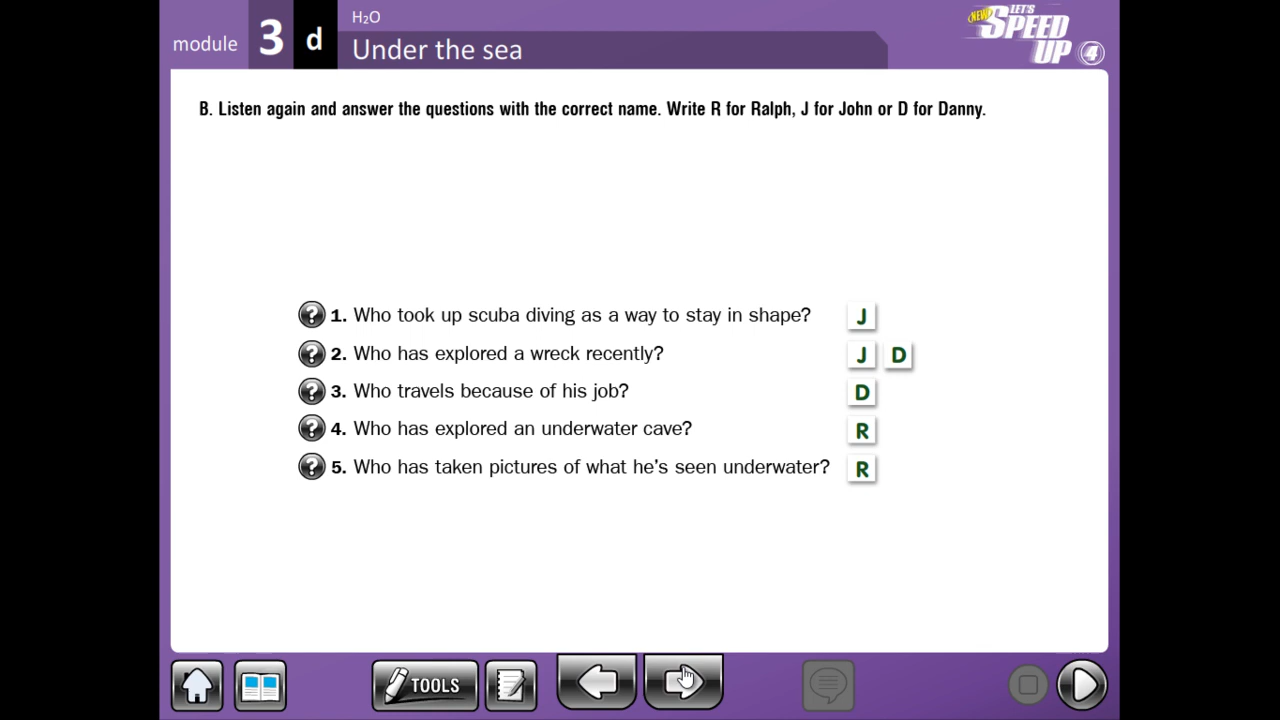 module 3 d
H₂O
Under the sea
NEW LET'S SPEED UP 4
B. Listen again and answer the questions with the correct name. Write R for Ralph, J for John or D for Danny.
1. Who took up scuba diving as a way to stay in shape? J
2. Who has explored a wreck recently? J D
3. Who travels because of his job? D
4. Who has explored an underwater cave? R
5. Who has taken pictures of what he's seen underwater? R
TOOLS